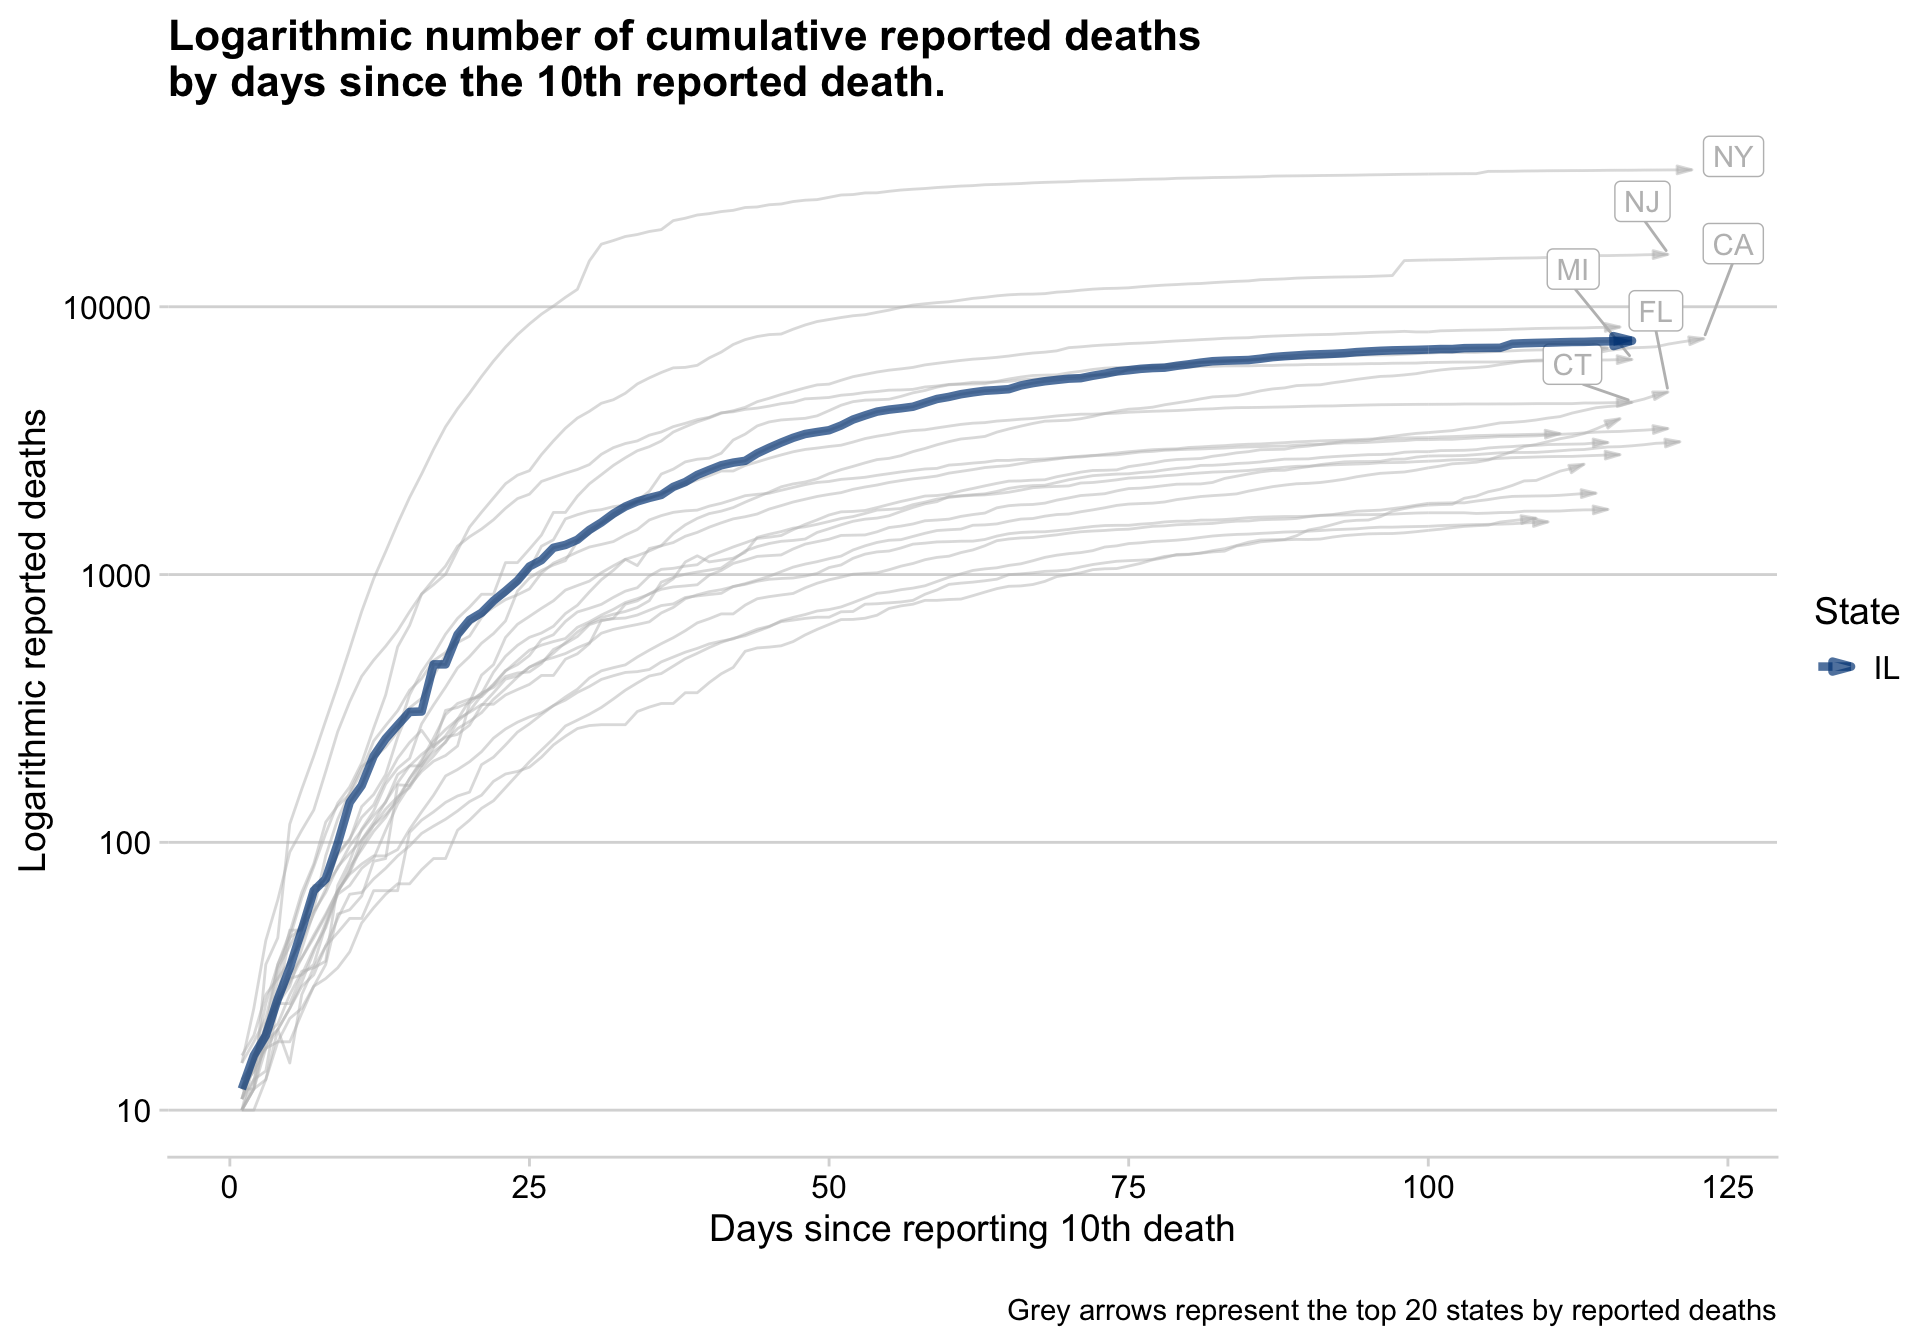 Logarithmic number of cumulative reported deaths
by days since the 10th reported death.
NY
NJ
CA
MI
FL
CT
10000
1000
100
10
Logarithmic reported deaths
0 25 50 75 100 125
Days since reporting 10th death
State
IL
Grey arrows represent the top 20 states by reported deaths